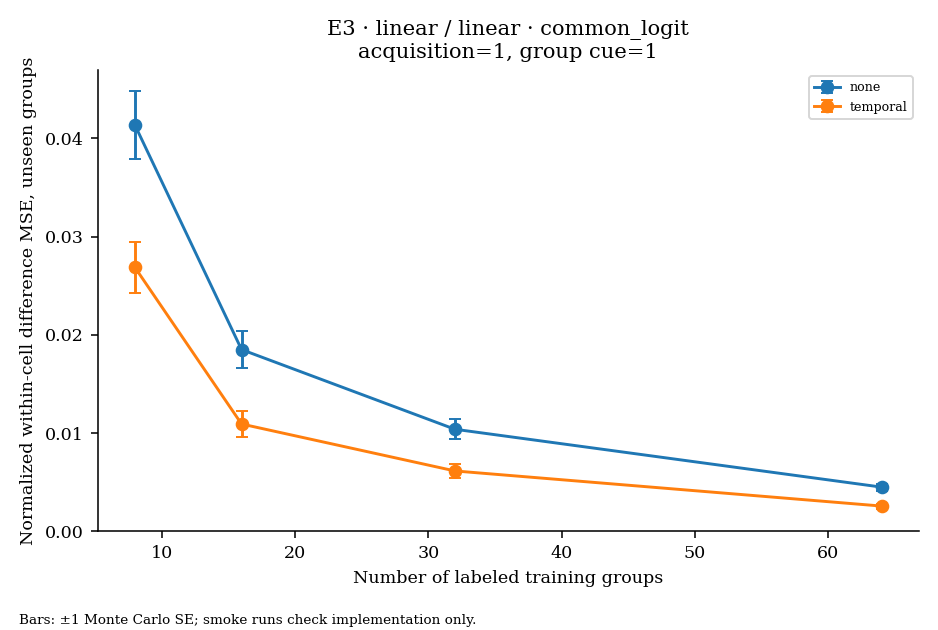 E3 · linear / linear · common_logit
acquisition=1, group cue=1
none
temporal
Normalized within-cell difference MSE, unseen groups
0.04
0.03
0.02
0.01
0.00
10 20 30 40 50 60
Number of labeled training groups
Bars: ±1 Monte Carlo SE; smoke runs check implementation only.